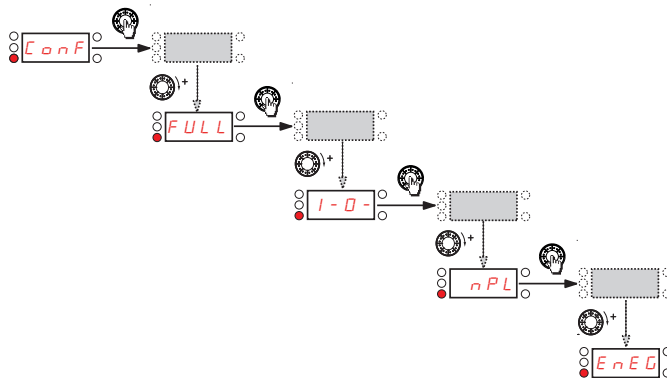 ConF
+
FULL
+
I-O-
+
nPL
+
EnEG